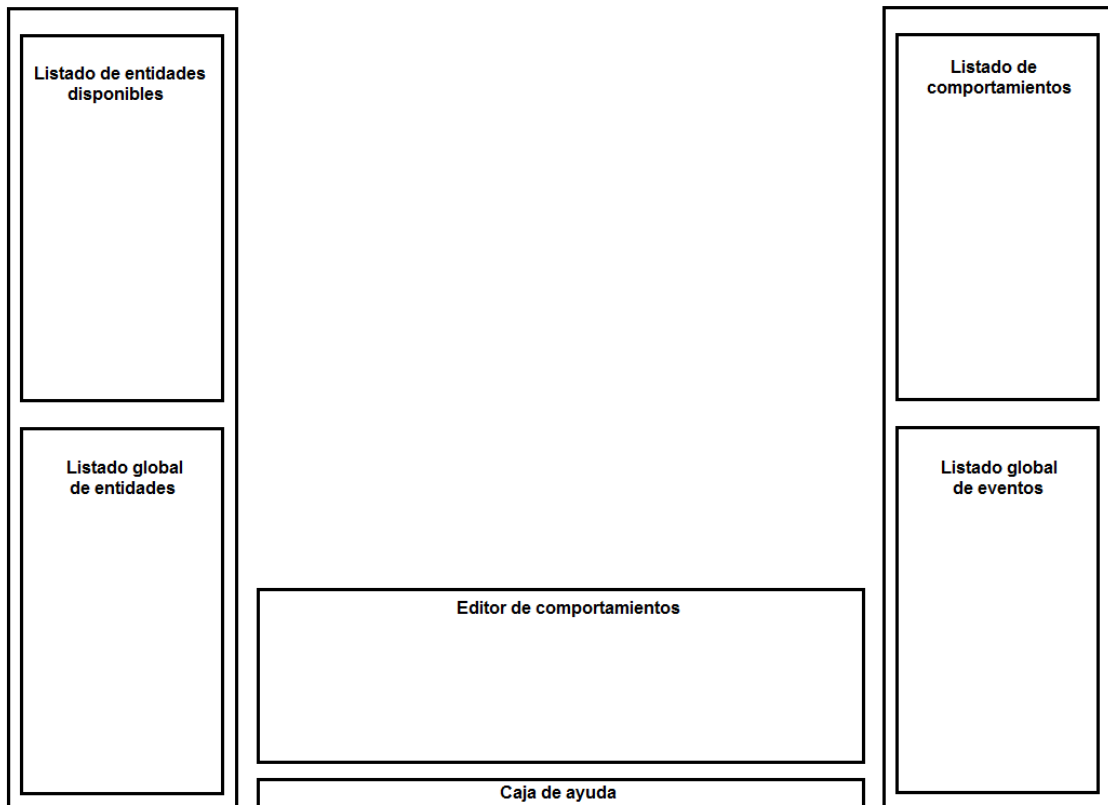 Listado de entidades
disponibles
Listado global
de entidades
Editor de comportamientos
Caja de ayuda
Listado de
comportamientos
Listado global
de eventos